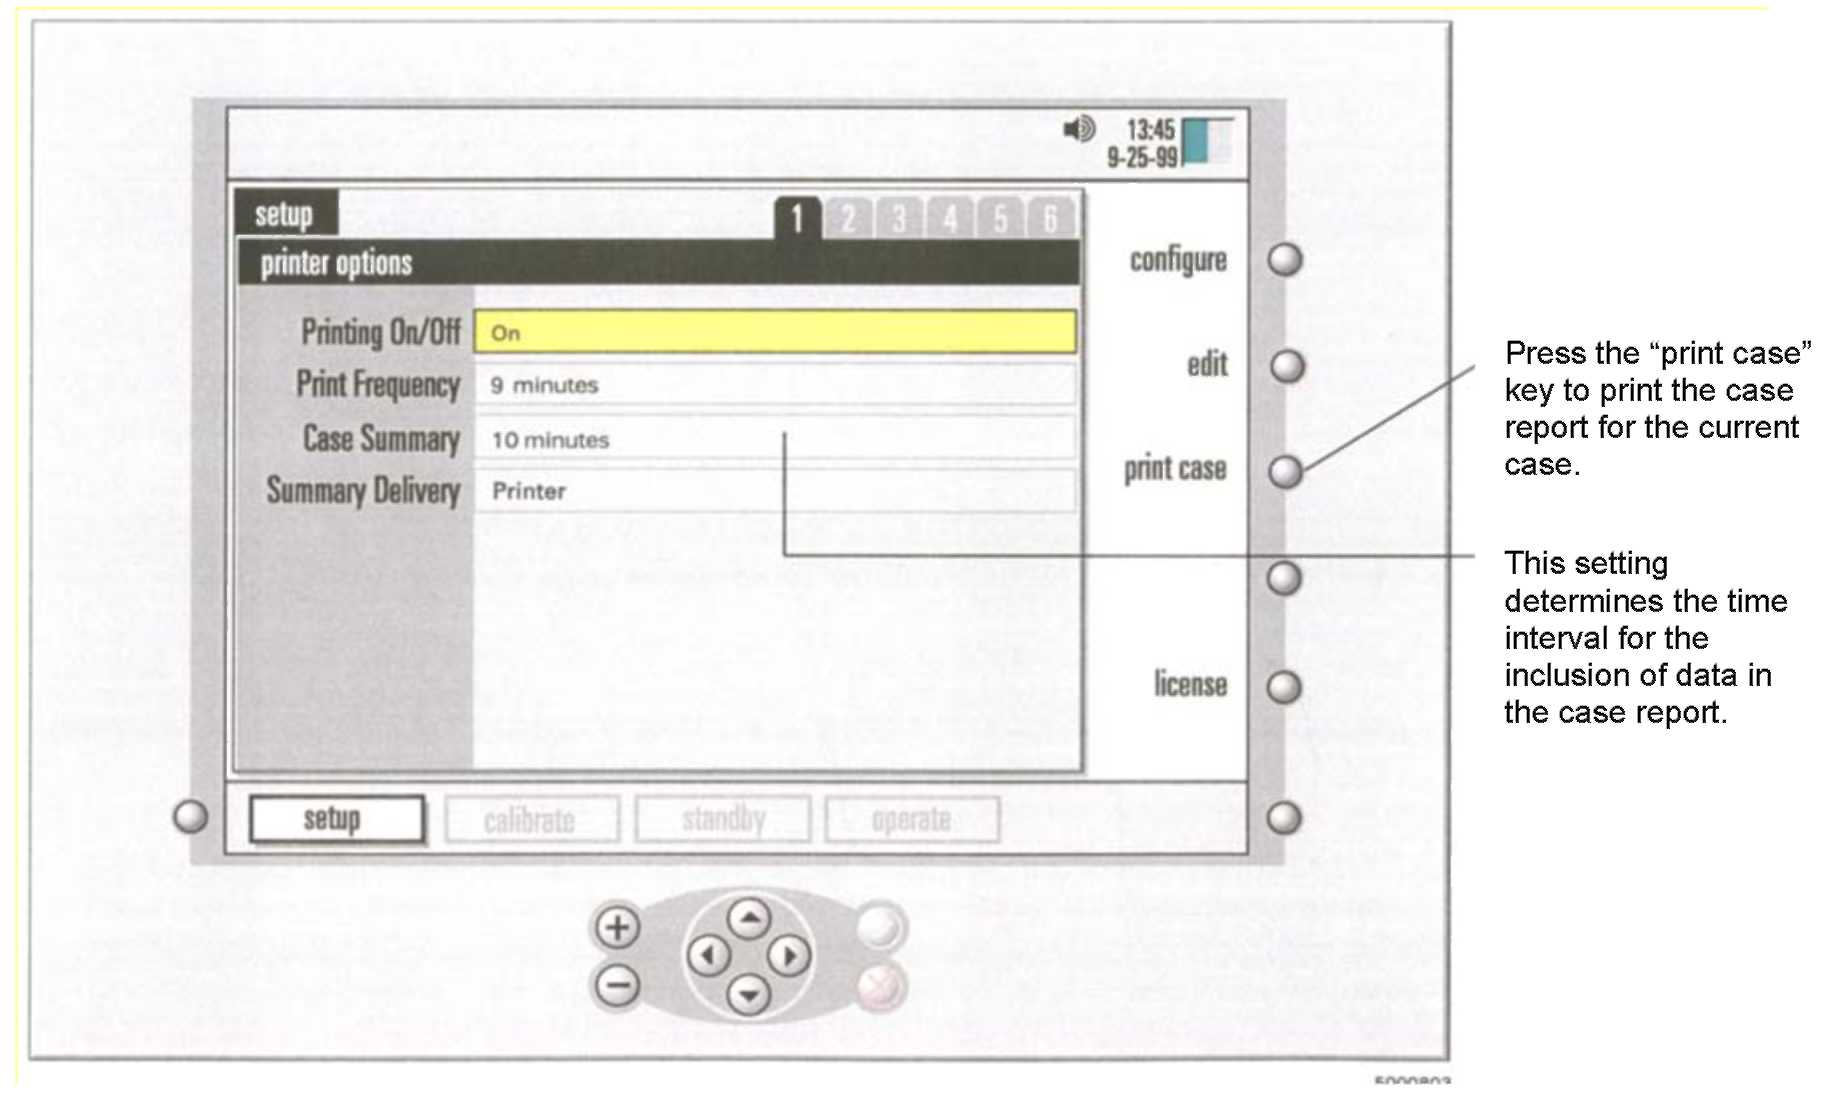 13:45
9-25-99
setup
1 2 3 4 5 6
printer options
Printing On/Off On
Print Frequency 9 minutes
Case Summary 10 minutes
Summary Delivery Printer
configure
edit
print case
license
setup calibrate standby operate
Press the “print case”
key to print the case
report for the current
case.
This setting
determines the time
interval for the
inclusion of data in
the case report.